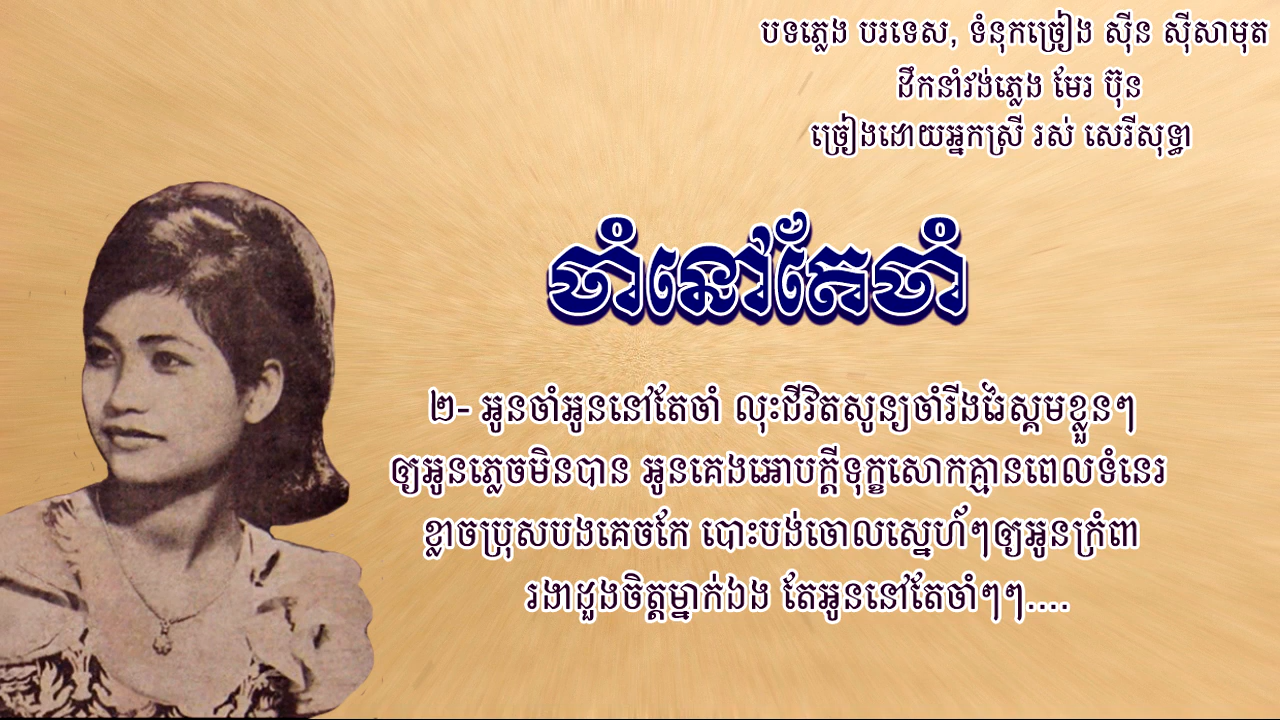 បទភ្លេង បរទេស, ទំនុកច្រៀង ស៊ីន ស៊ីសាមុត
ដឹកនាំវង់ភ្លេង មែរ ប៊ុន
ច្រៀងដោយអ្នកស្រី រស់ សេរីសុទ្ធា
ចាំនៅតែចាំ
២- អូនចាំអូននៅតែចាំ លុះជីវិតសូន្យចាំរីងរ៉ៃស្គមខ្លួនៗ
ឲ្យអូនភ្លេចមិនបាន អូនគេងអោបក្ដីទុក្ខសោកគ្មានពេលទំនេរ
ខ្លាចប្រុសបងគេចកែ បោះបង់ចោលស្នេហ៍ៗឲ្យអូនក្រំពា
រងាដួងចិត្តម្នាក់ឯង តែអូននៅតែចាំៗៗ....